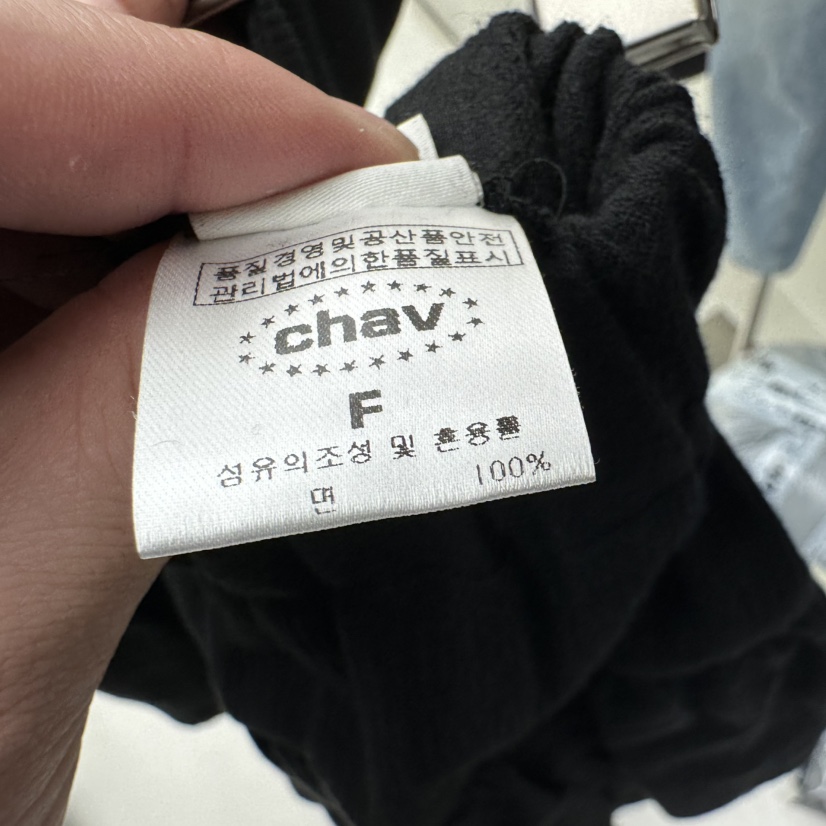 품질경영및공산품안전
관리법에의한품질표시
chav
F
섬유의조성 및 혼용률
면 100%